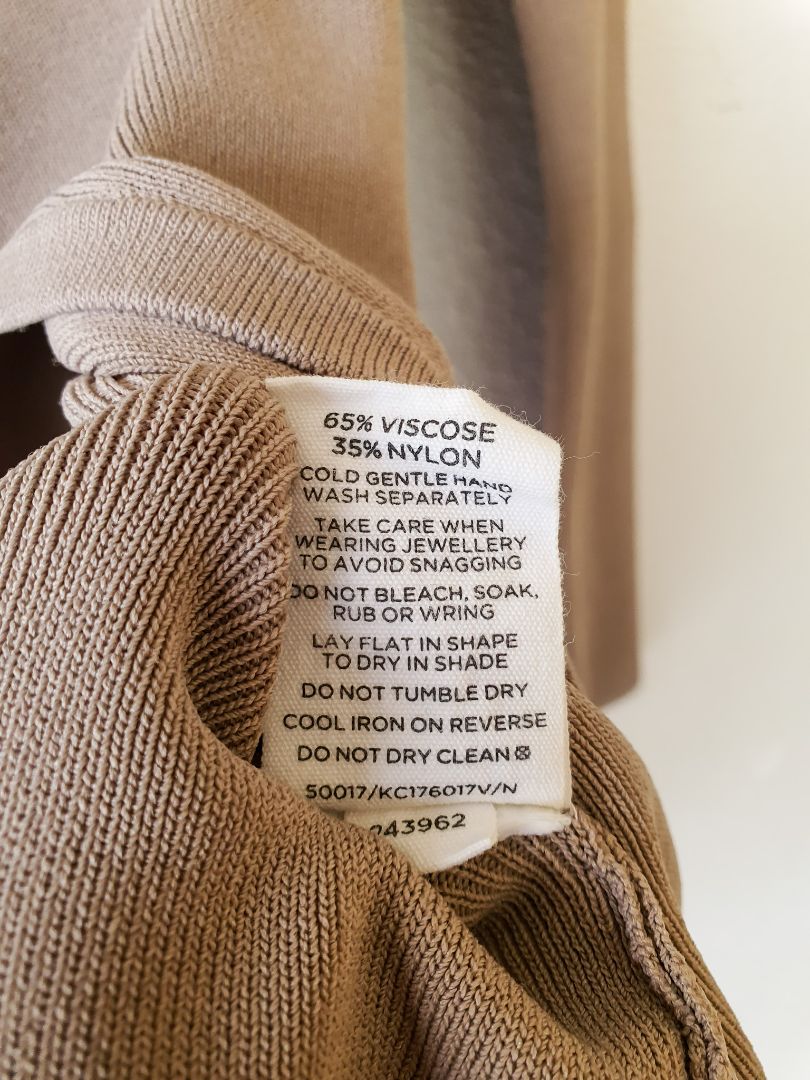 65% VISCOSE
35% NYLON
COLD GENTLE HAND
WASH SEPARATELY
TAKE CARE WHEN
WEARING JEWELLERY
TO AVOID SNAGGING
DO NOT BLEACH, SOAK,
RUB OR WRING
LAY FLAT IN SHAPE
TO DRY IN SHADE
DO NOT TUMBLE DRY
COOL IRON ON REVERSE
DO NOT DRY CLEAN
50017/KC176017V/N
043962